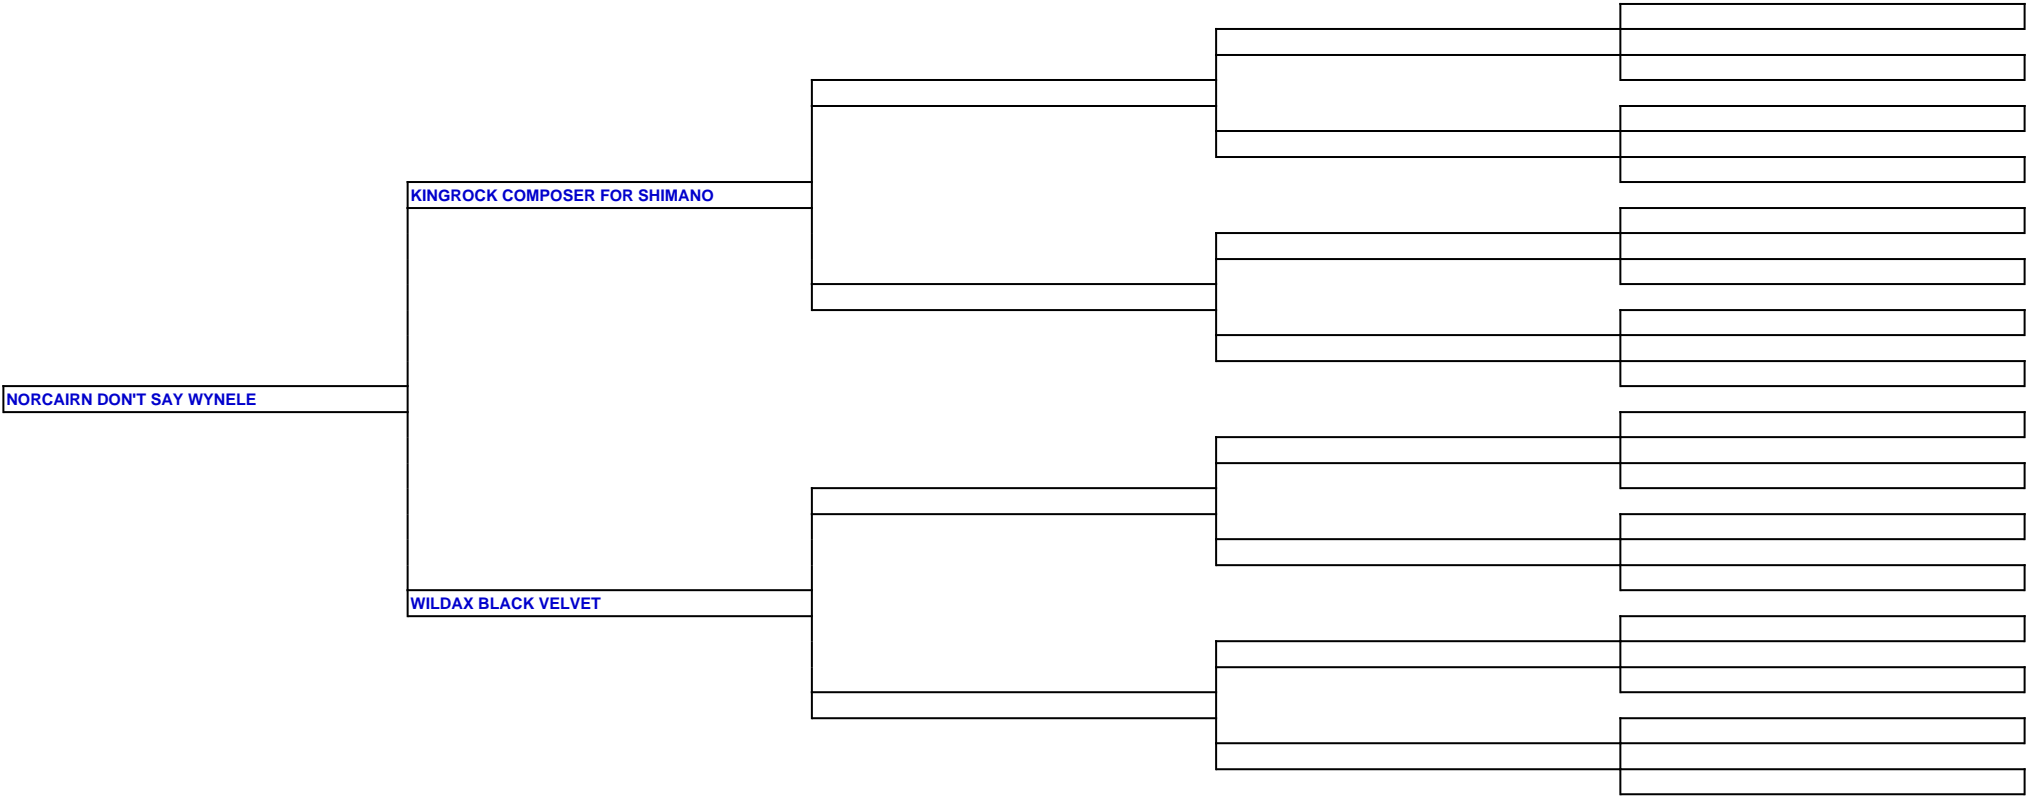 KINGROCK COMPOSER FOR SHIMANO
NORCAIRN DON'T SAY WYNELE
WILDAX BLACK VELVET